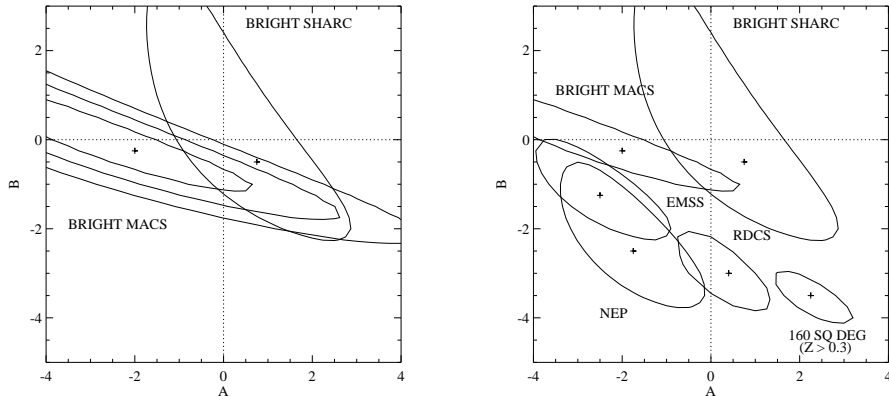 BRIGHT SHARC
BRIGHT MACS
2
0
-2
-4
B
-4
-2
0
2
4
A
BRIGHT SHARC
BRIGHT MACS
EMSS
RDCS
NEP
160 SQ DEG
(Z > 0.3)
2
0
-2
-4
B
-4
-2
0
2
4
A